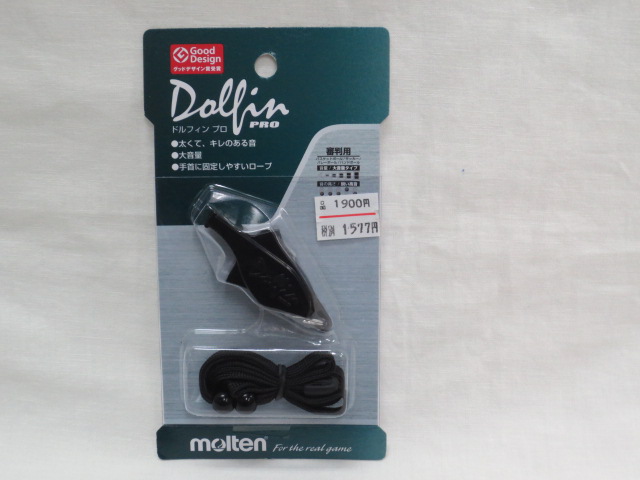 Good
Design
グッドデザイン賞受賞
Dolfin
PRO
ドルフィン プロ
●太くて、キレのある音
●大音量
●手首に固定しやすいロープ
審判用
1900円
税込 1577円
molten
For the real game